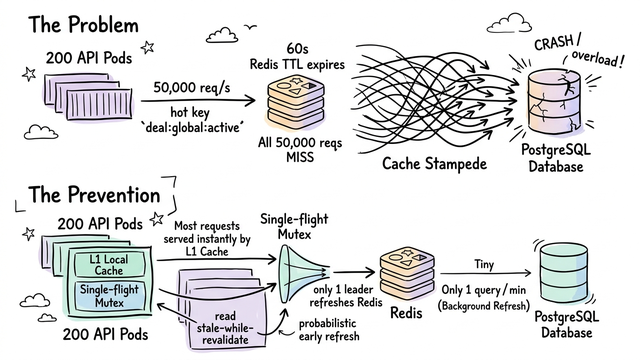 The Problem
200 API Pods
50,000 req/s
hot key
'deal:global:active'
60s
Redis TTL expires
All 50,000 reqs
MISS
Cache Stampede
CRASH/
overload!
PostgreSQL
Database
The Prevention
200 API Pods
L1 Local
Cache
Single-flight
Mutex
200 API Pods
Most requests
served instantly by
L1 Cache
read
stale-while-
revalidate
Single-flight
Mutex
probabilistic
early refresh
only 1 leader
refreshes Redis
Redis
Tiny
Only 1 query/min
(Background Refresh)
PostgreSQL
Database